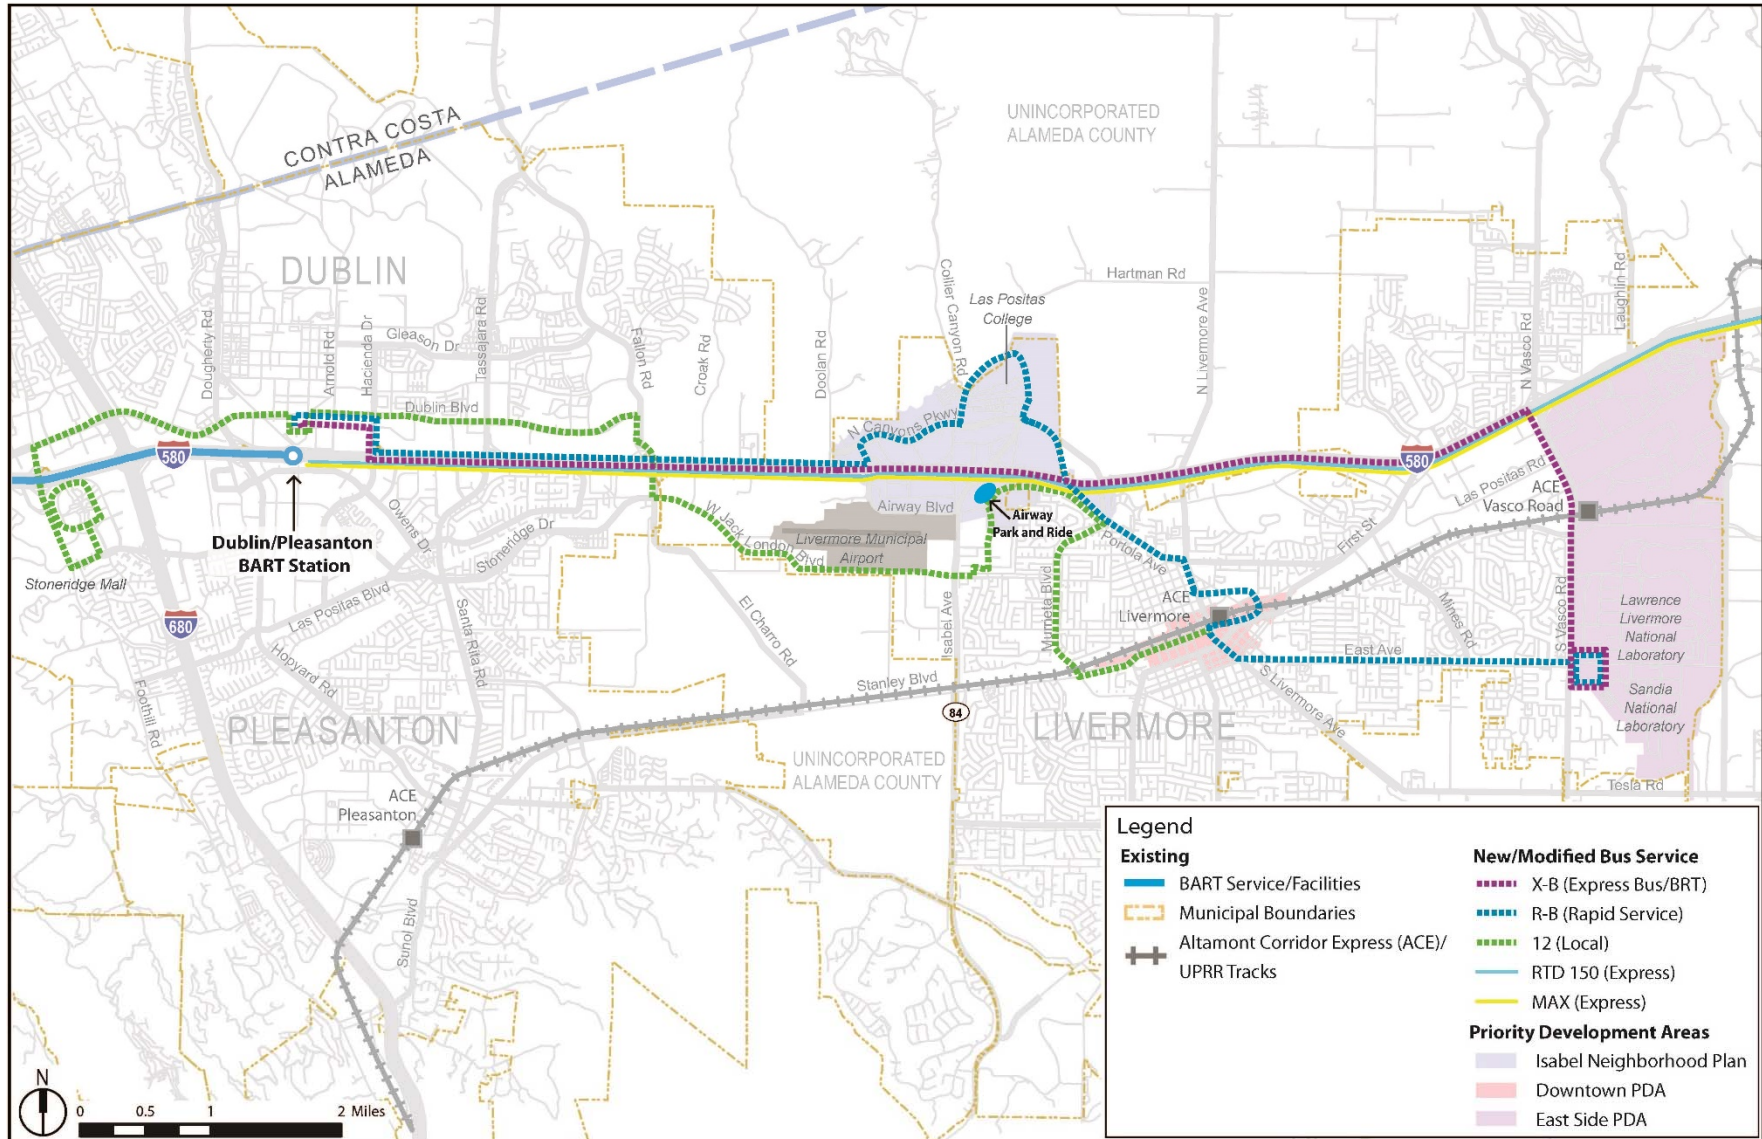 CONTRA COSTA
ALAMEDA
UNINCORPORATED
ALAMEDA COUNTY
DUBLIN
Dougherty Rd
Arnold Rd
Hacienda Dr
Gleason Dr
Tassajara Rd
Fallon Rd
Croak Rd
Doolan Rd
Collier Canyon Rd
Las Positas
College
Hartman Rd
N Livermore Ave
N Vasco Rd
Laughlin Rd
Dublin Blvd
N Canyons Pkwy
580
580
Las Positas Rd
ACE
Vasco Road
Airway Blvd
Airway
Park and Ride
Owens Dr
Stoneridge Dr
W Jack London Blvd
Livermore Municipal
Airport
Portola Ave
First St
Dublin/Pleasanton
BART Station
Stoneridge Mall
680
Las Positas Blvd
Santa Rita Rd
El Charro Rd
Isabel Ave
Murrieta Blvd
ACE
Livermore
Mines Rd
S Vasco Rd
Lawrence
Livermore
National
Laboratory
East Ave
Hopyard Rd
Foothill Rd
Stanley Blvd
84
S Livermore Ave
Sandia
National
Laboratory
PLEASANTON
LIVERMORE
UNINCORPORATED
ALAMEDA COUNTY
Tesla Rd
ACE
Pleasanton
Sunol Blvd
Legend
Existing
BART Service/Facilities
Municipal Boundaries
Altamont Corridor Express (ACE)/
UPRR Tracks
New/Modified Bus Service
X-B (Express Bus/BRT)
R-B (Rapid Service)
12 (Local)
RTD 150 (Express)
MAX (Express)
Priority Development Areas
Isabel Neighborhood Plan
Downtown PDA
East Side PDA
N
0 0.5 1 2 Miles